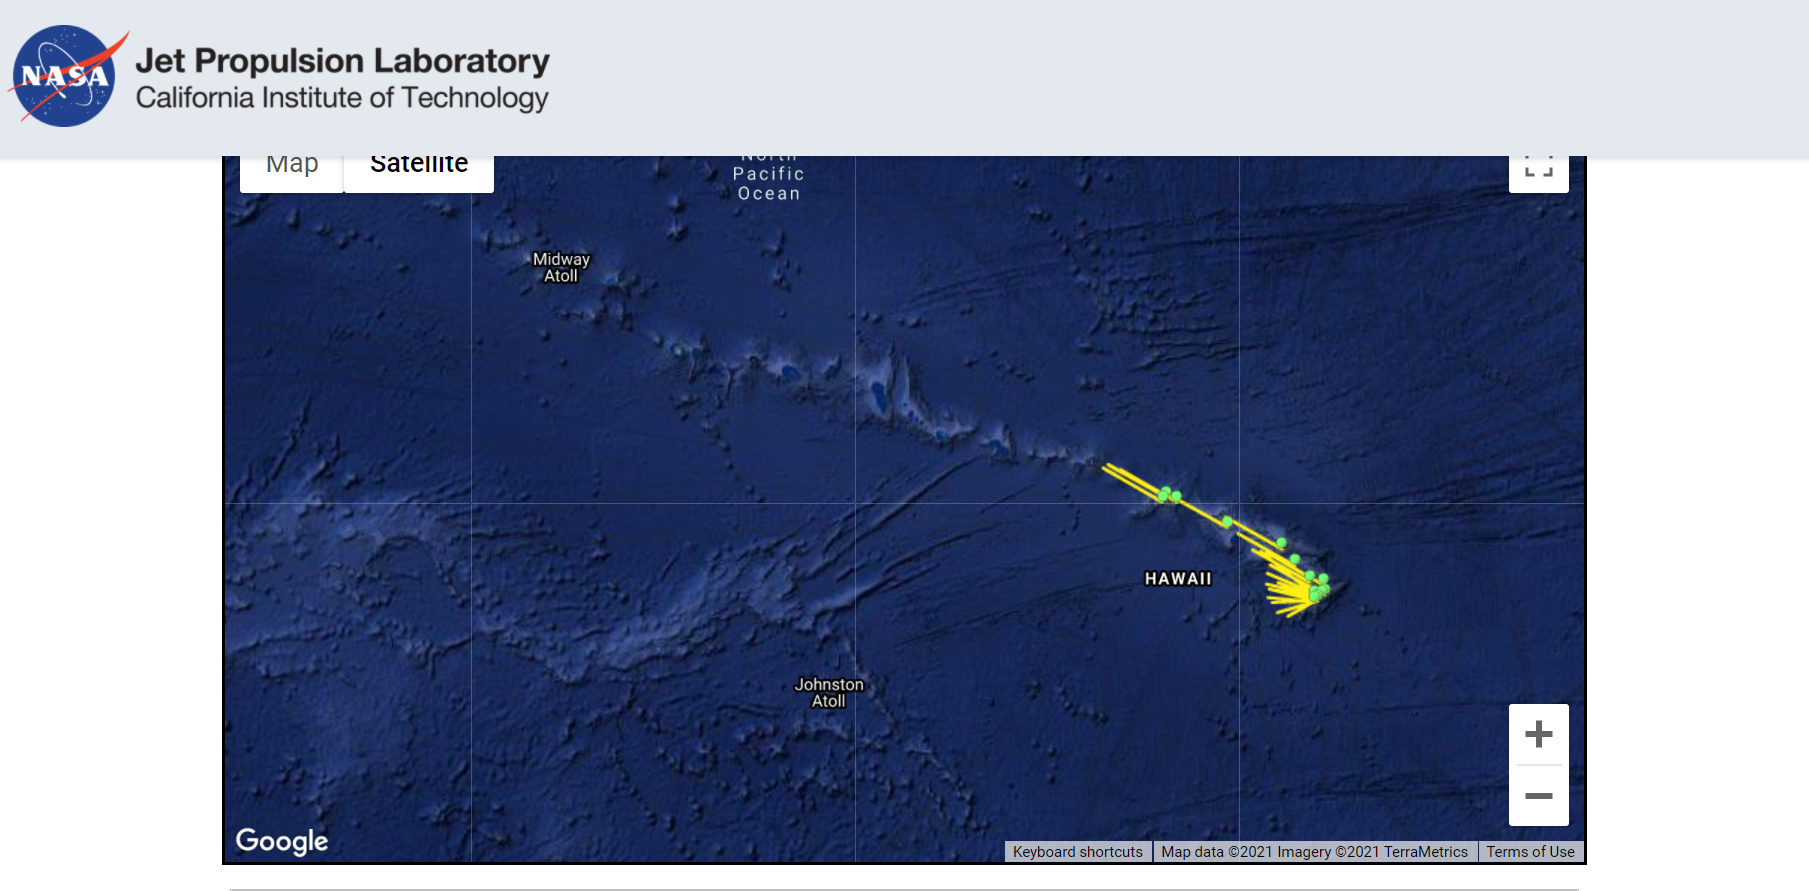 NASA
Jet Propulsion Laboratory
California Institute of Technology
Map
Satellite
North
Pacific
Ocean
Midway
Atoll
HAWAII
Johnston
Atoll
Google
Keyboard shortcuts
Map data ©2021 Imagery ©2021 TerraMetrics
Terms of Use